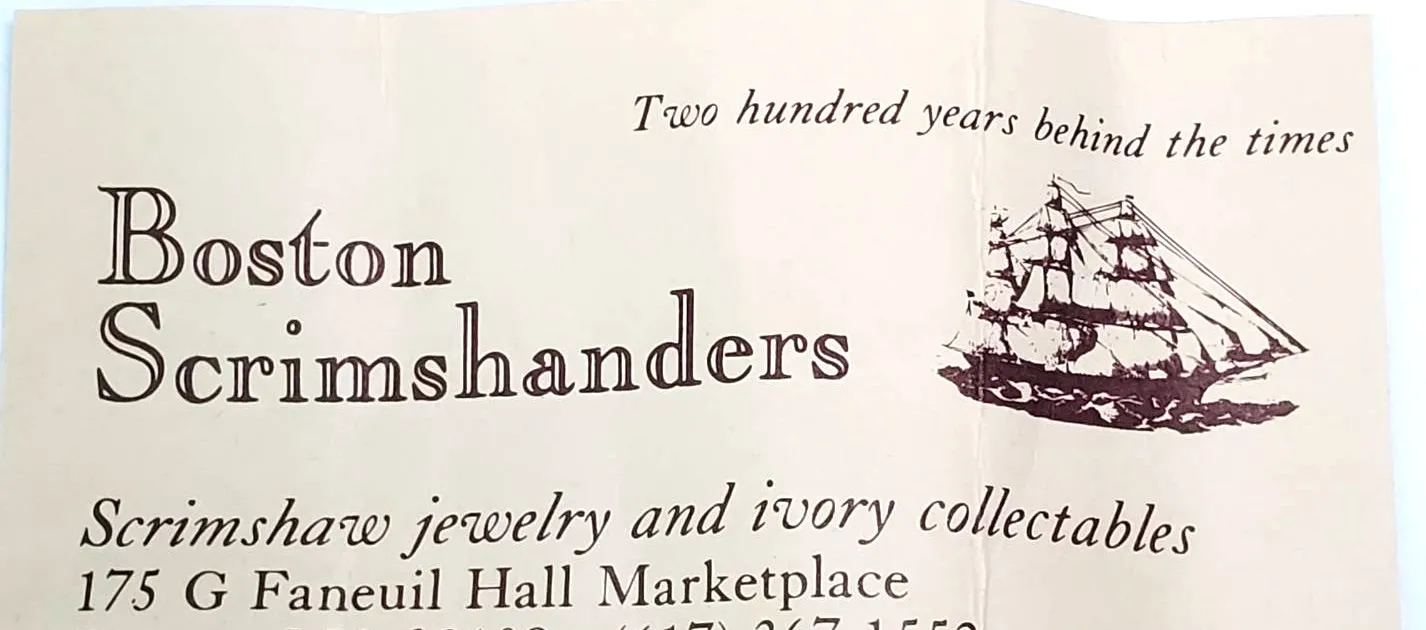 Two hundred years behind the times
Boston
Scrimshanders
Scrimshaw jewelry and ivory collectables
175 G Faneuil Hall Marketplace